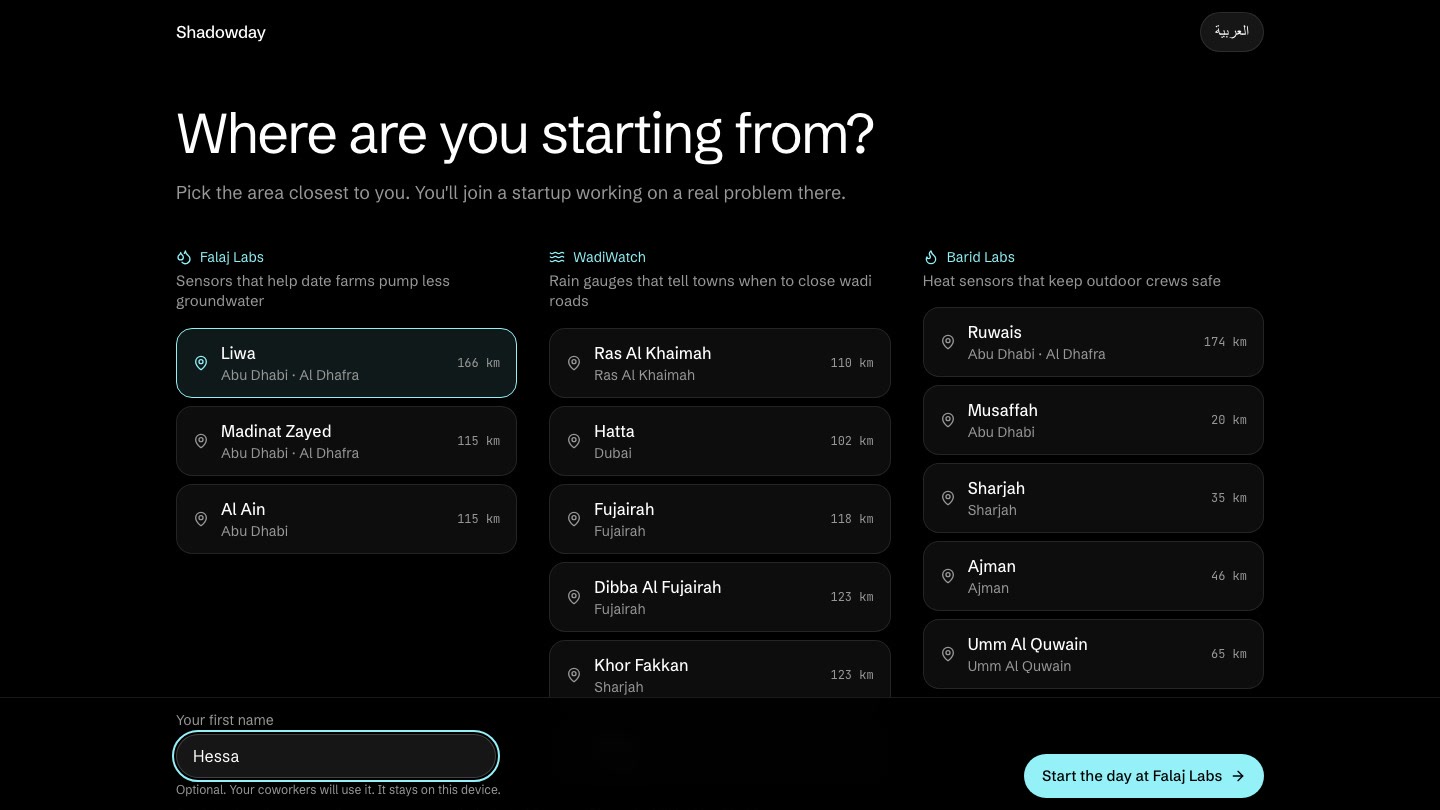 Shadowday
العربية
Where are you starting from?
Pick the area closest to you. You'll join a startup working on a real problem there.
Falaj Labs
Sensors that help date farms pump less
groundwater
Liwa
Abu Dhabi · Al Dhafra
166 km
Madinat Zayed
Abu Dhabi · Al Dhafra
115 km
Al Ain
Abu Dhabi
115 km
WadiWatch
Rain gauges that tell towns when to close wadi
roads
Ras Al Khaimah
Ras Al Khaimah
110 km
Hatta
Dubai
102 km
Fujairah
Fujairah
118 km
Dibba Al Fujairah
Fujairah
123 km
Khor Fakkan
Sharjah
123 km
Barid Labs
Heat sensors that keep outdoor crews safe
Ruwais
Abu Dhabi · Al Dhafra
174 km
Musaffah
Abu Dhabi
20 km
Sharjah
Sharjah
35 km
Ajman
Ajman
46 km
Umm Al Quwain
Umm Al Quwain
65 km
Your first name
Hessa
Optional. Your coworkers will use it. It stays on this device.
Start the day at Falaj Labs →